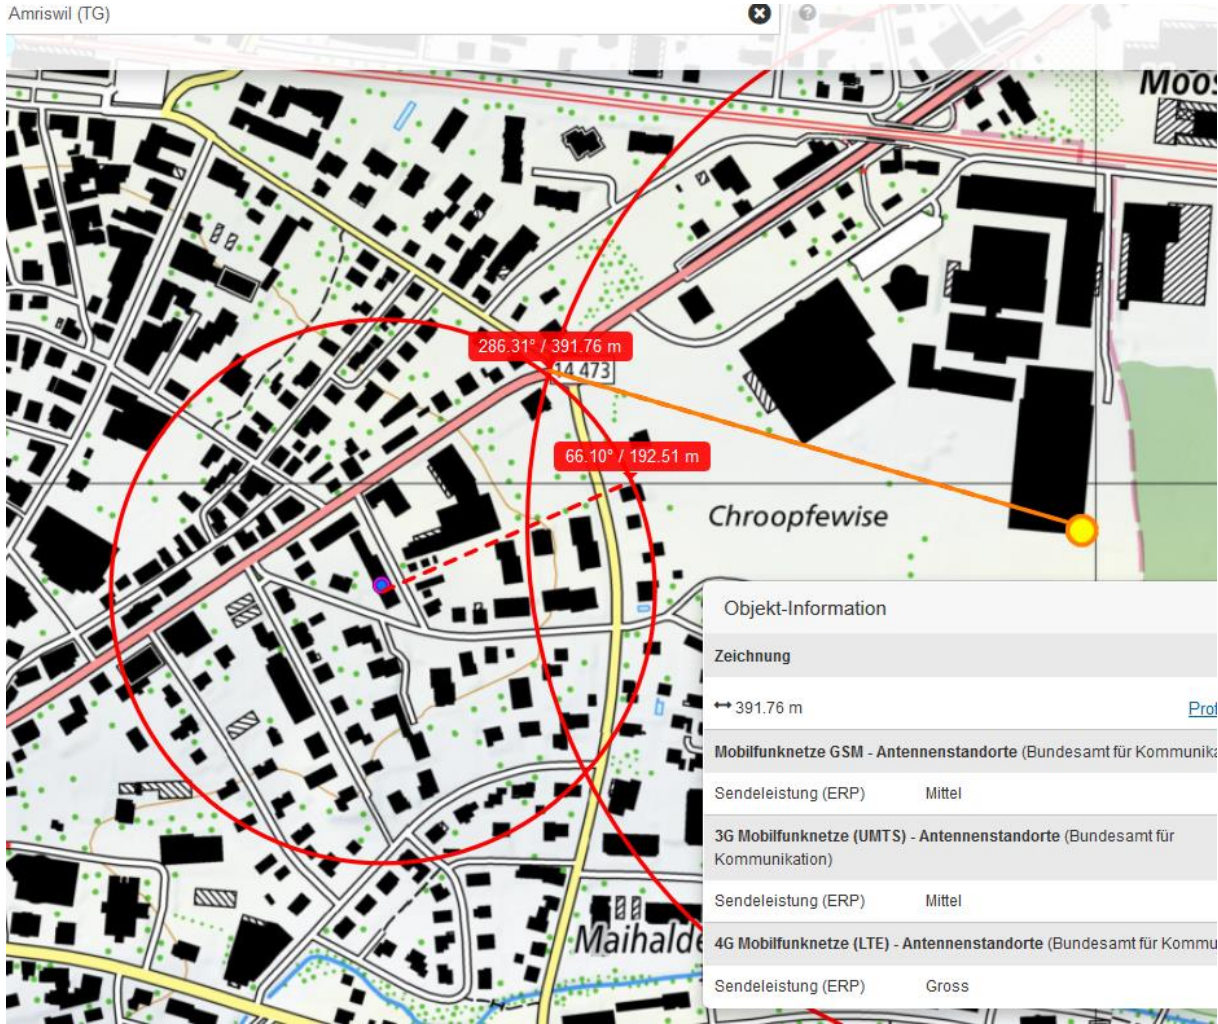 Amriswil (TG)
Moos
286.31° / 391.76 m
14 473
66.10° / 192.51 m
Chroopfewise
Objekt-Information
Zeichnung
391.76 m
Prof
Mobilfunknetze GSM - Antennenstandorte (Bundesamt für Kommunika
Sendeleistung (ERP) Mittel
3G Mobilfunknetze (UMTS) - Antennenstandorte (Bundesamt für
Kommunikation)
Sendeleistung (ERP) Mittel
4G Mobilfunknetze (LTE) - Antennenstandorte (Bundesamt für Kommu
Sendeleistung (ERP) Gross
Maihalde